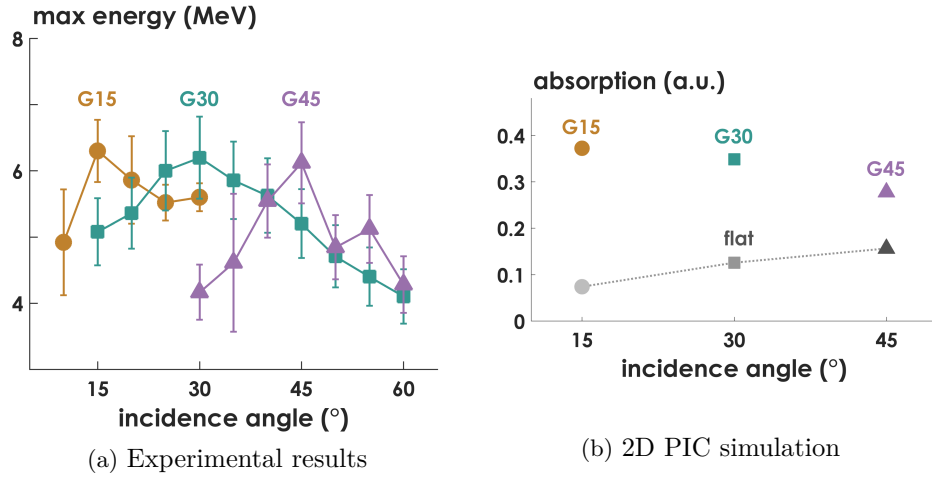 max energy (MeV)
8
6
4
G15
G30
G45
15
30
45
60
incidence angle (°)
(a) Experimental results
absorption (a.u.)
0.4
0.3
0.2
0.1
0
G15
G30
G45
flat
15
30
45
incidence angle (°)
(b) 2D PIC simulation